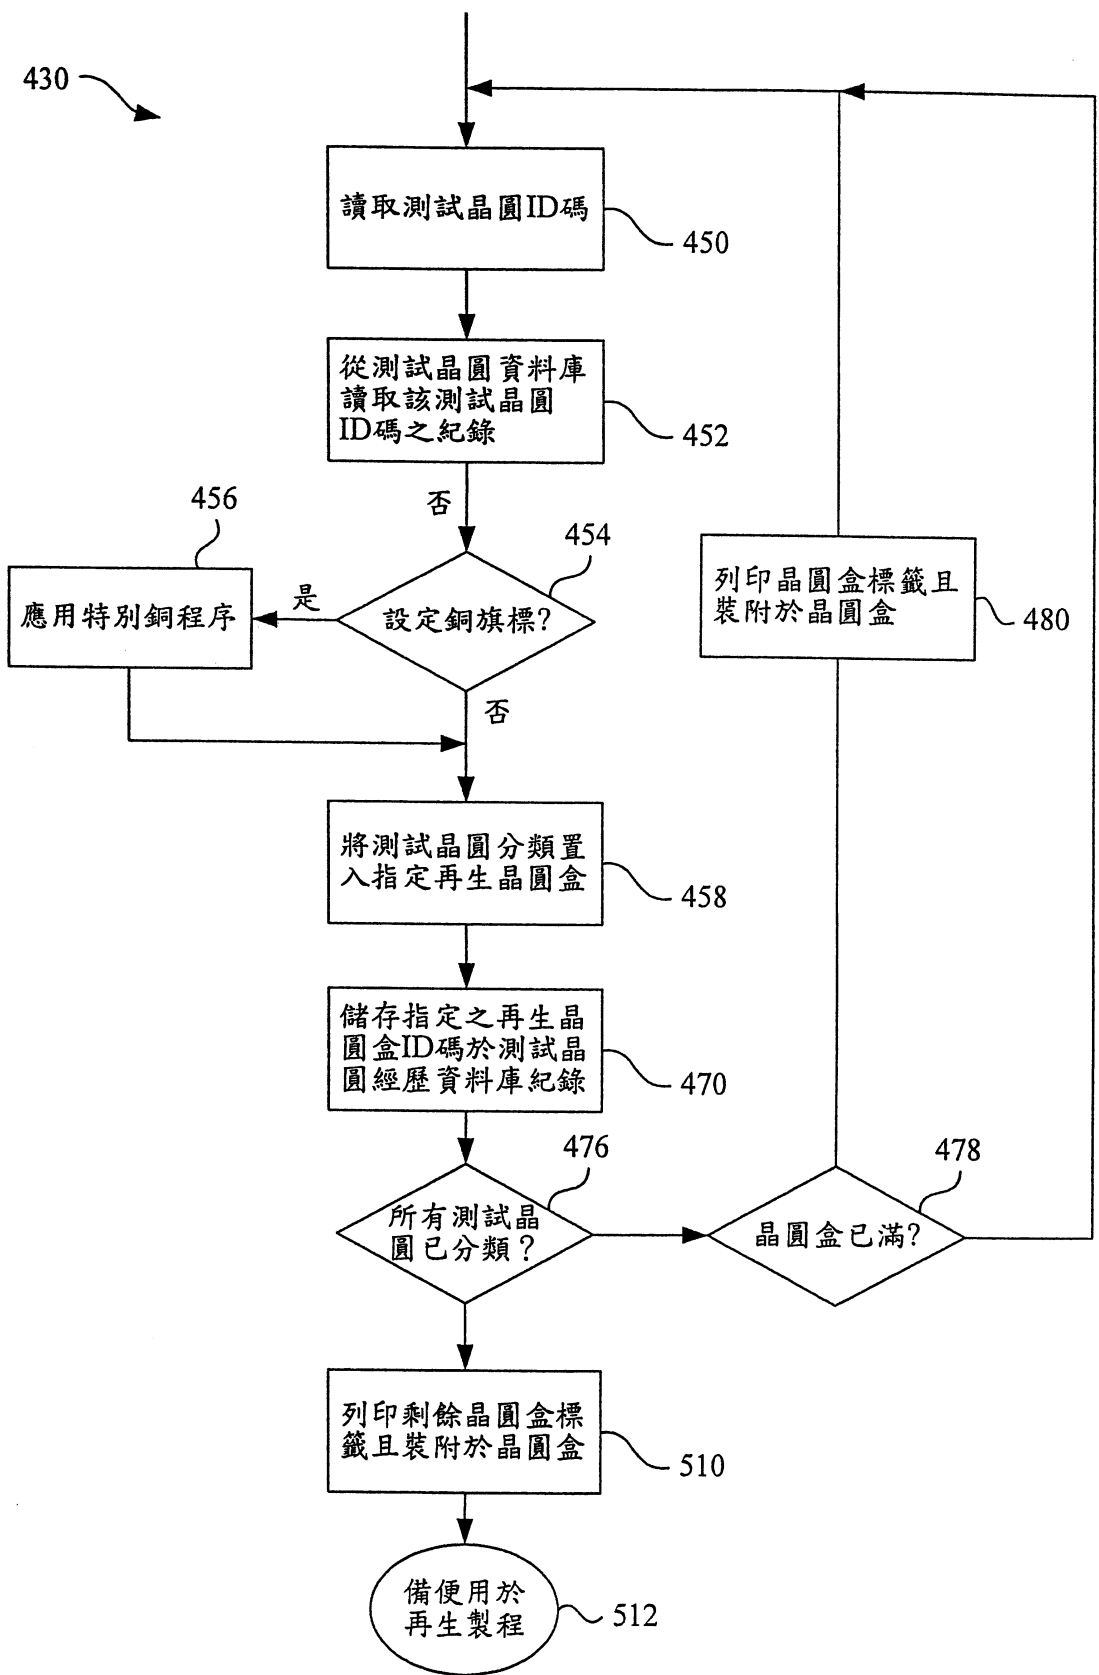 430
讀取測試晶圓ID碼
450
從測試晶圓資料庫
讀取該測試晶圓
ID碼之紀錄
452
否
456
454
應用特別銅程序
是
設定銅旗標?
列印晶圓盒標籤且
裝附於晶圓盒
480
否
將測試晶圓分類置
入指定再生晶圓盒
458
儲存指定之再生晶
圓盒ID碼於測試晶
圓經歷資料庫紀錄
470
476
478
所有測試晶
圓已分類?
晶圓盒已滿?
列印剩餘晶圓盒標
籤且裝附於晶圓盒
510
備便用於
再生製程
512